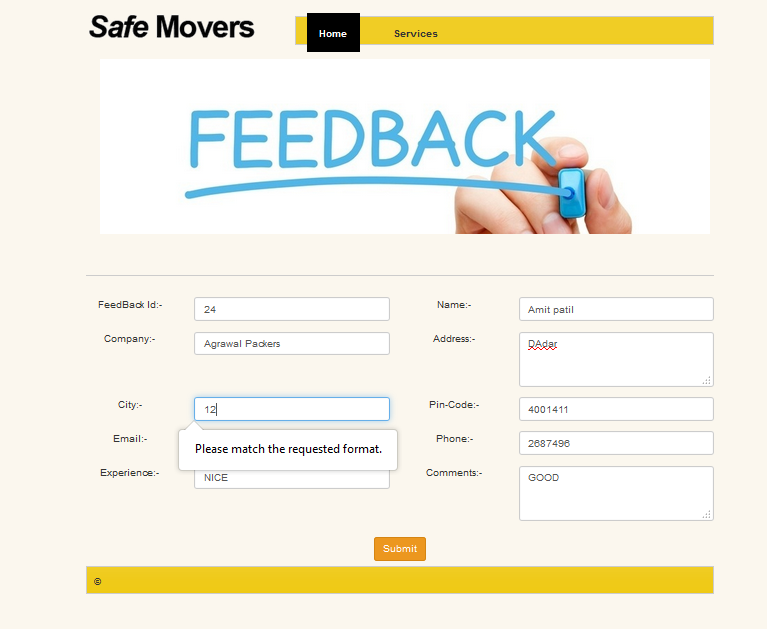 Safe Movers
Home Services
FEEDBACK
FeedBack Id:- 24 Name:- Amit patil
Company:- Agrawal Packers Address:- DAdar
City:- 12 Pin-Code:- 4001411
Email:- Phone:- 2687496
Please match the requested format.
Experience:- NICE Comments:- GOOD
Submit
©